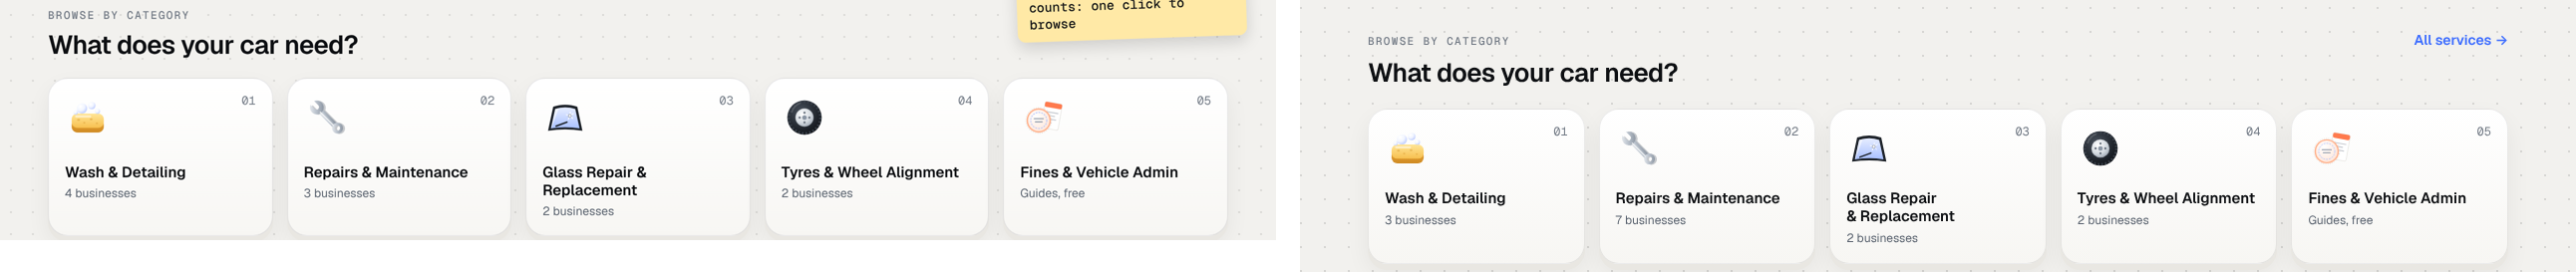 BROWSE BY CATEGORY
What does your car need?
counts: one click to
browse
01
Wash & Detailing
4 businesses
02
Repairs & Maintenance
3 businesses
03
Glass Repair &
Replacement
2 businesses
04
Tyres & Wheel Alignment
2 businesses
05
Fines & Vehicle Admin
Guides, free
BROWSE BY CATEGORY
What does your car need?
All services →
01
Wash & Detailing
3 businesses
02
Repairs & Maintenance
7 businesses
03
Glass Repair
& Replacement
2 businesses
04
Tyres & Wheel Alignment
2 businesses
05
Fines & Vehicle Admin
Guides, free